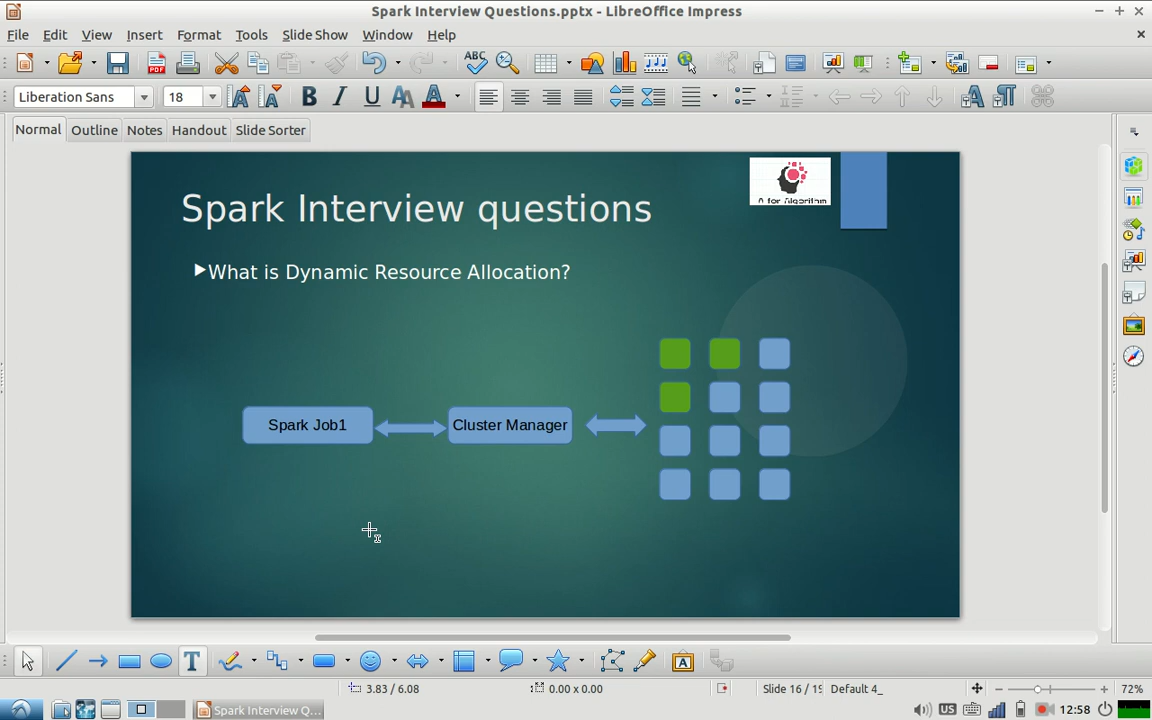 Spark Interview Questions.pptx - LibreOffice Impress
File Edit View Insert Format Tools Slide Show Window Help
Liberation Sans 18
Normal Outline Notes Handout Slide Sorter
A for Algorithm
Spark Interview questions
What is Dynamic Resource Allocation?
Spark Job1 Cluster Manager
3.83 / 6.08 0.00 x 0.00 Slide 16 / 19 Default 4_ 72%
Spark Interview Q... US 12:58